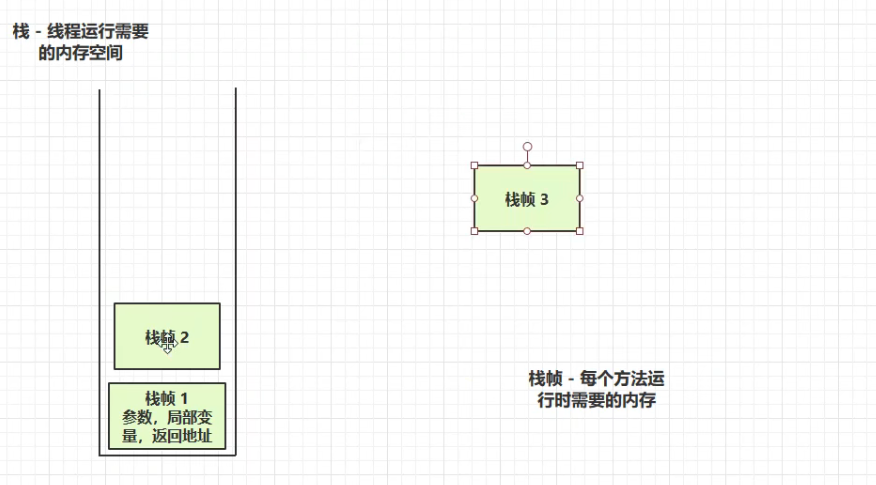 栈 - 线程运行需要
的内存空间
栈帧 3
栈帧 2
栈帧 1
参数，局部变
量，返回地址
栈帧 - 每个方法运
行时需要的内存